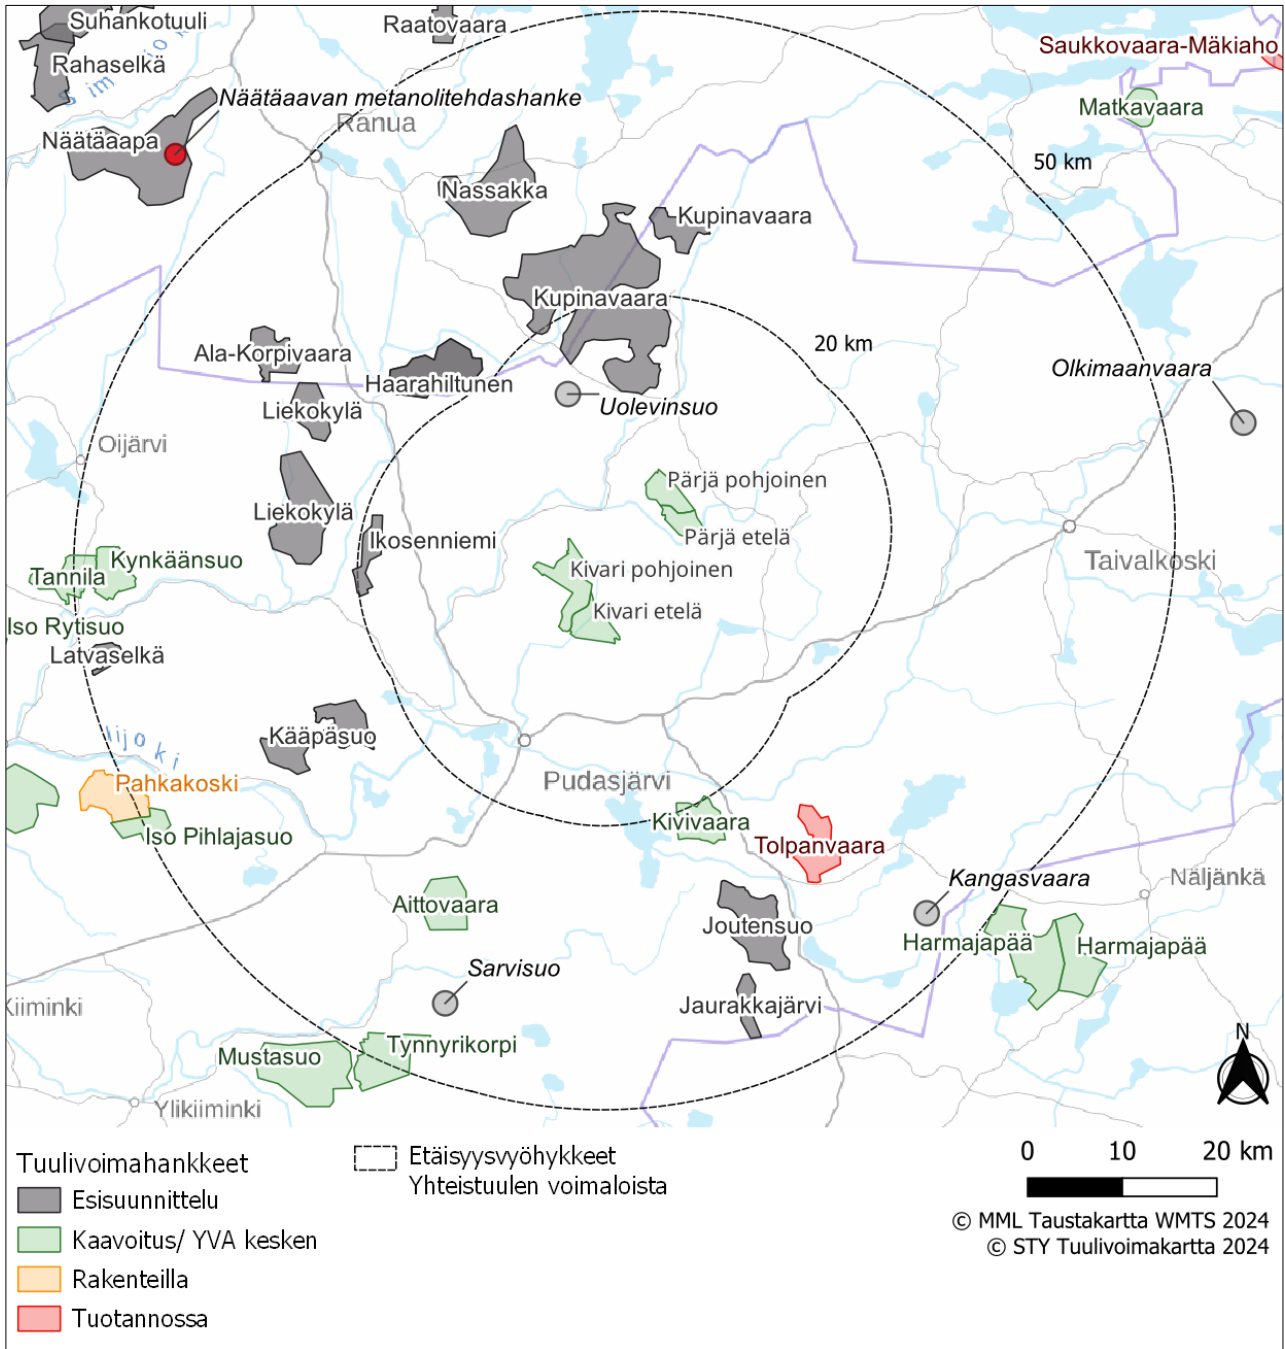 Suhankotuuli
Raatovaara
Rahaselkä
Saukkovaara-Mäkiaho
Näätäaavan metanolitehdashanke
Matkavaara
Ranua
Näätäaapa
50 km
Nassakka
Kupinavaara
Kupinavaara
20 km
Ala-Korpivaara
Olkimaanvaara
Haarahiltunen
Liekokylä
Uolevinsuo
Oijärvi
Pärjä pohjoinen
Liekokylä
Pärjä etelä
Ikosenniemi
Kynkäänsuo
Taivalkoski
Tannila
Kivari pohjoinen
Kivari etelä
Iso Rytisuo
Latvaselkä
Iijoki
Kääpäsuo
Pahkakoski
Pudasjärvi
Kivivaara
Iso Pihlajasuo
Tolpanvaara
Kangasvaara
Näljänkä
Aittovaara
Joutensuo
Harmajapää
Harmajapää
Sarvisuo
Kiiminki
Jaurakkajärvi
N
Mustasuo
Tynnyrikorpi
Ylikiiminki
Tuulivoimahankkeet
Esisuunnittelu
Kaavoitus/ YVA kesken
Rakenteilla
Tuotannossa
Etäisyysvyöhykkeet
Yhteistuulen voimaloista
0 10 20 km
© MML Taustakartta WMTS 2024
© STY Tuulivoimakartta 2024